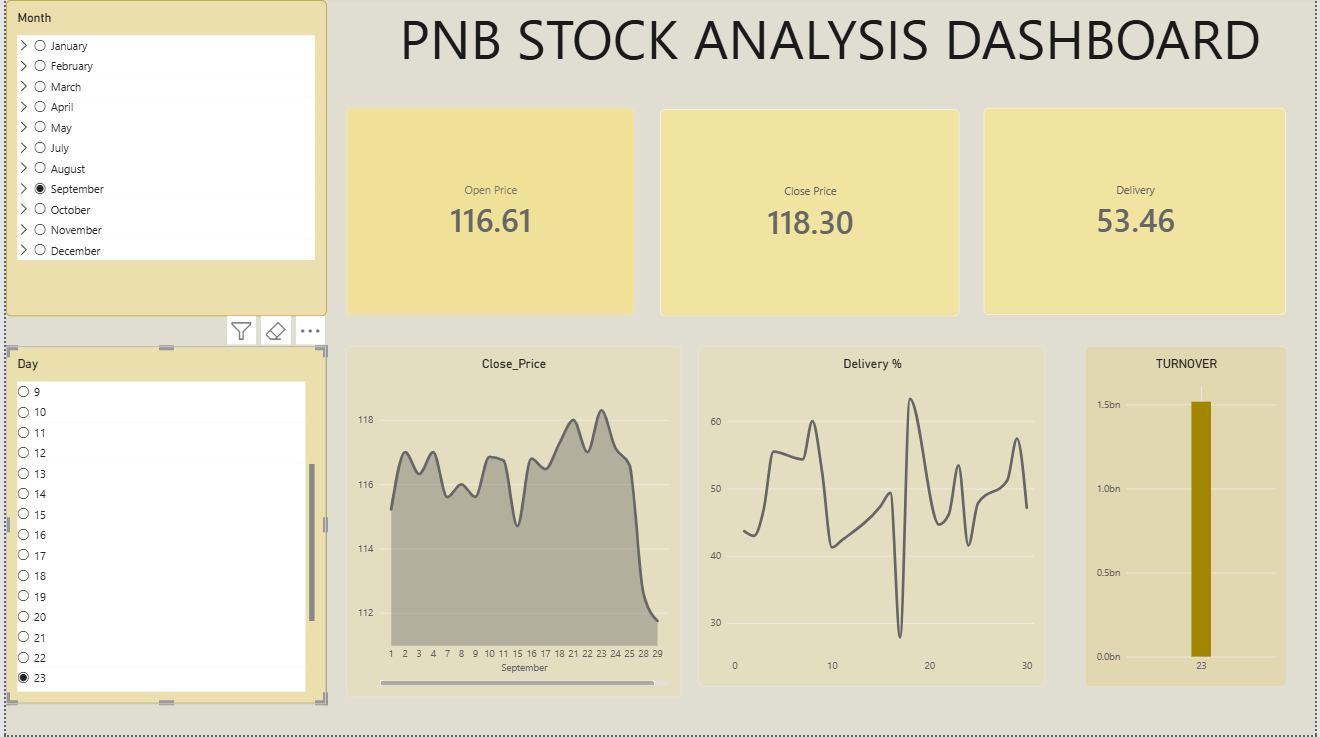 Month
January
February
March
April
May
July
August
September
October
November
December
PNB STOCK ANALYSIS DASHBOARD
Open Price
116.61
Close Price
118.30
Delivery
53.46
Day
9
10
11
12
13
14
15
16
17
18
19
20
21
22
23
Close_Price
118
116
114
112
1 2 3 4 7 8 9 10 11 15 16 17 18 21 22 23 24 25 28 29
September
Delivery %
60
50
40
30
0 10 20 30
TURNOVER
1.5bn
1.0bn
0.5bn
0.0bn
23